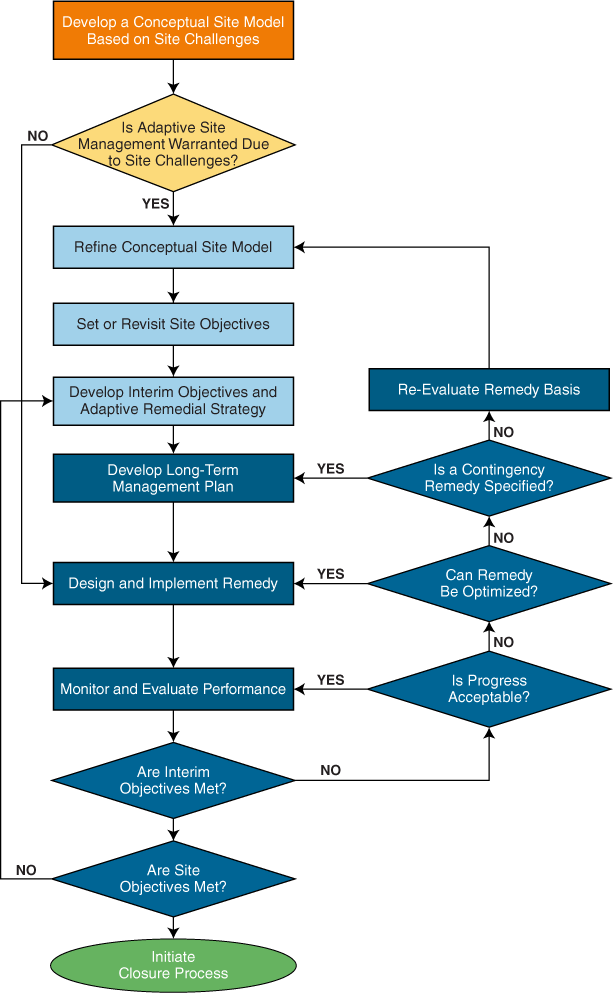 Develop a Conceptual Site Model
Based on Site Challenges
Is Adaptive Site
Management Warranted Due
to Site Challenges?
NO
YES
Refine Conceptual Site Model
Set or Revisit Site Objectives
Develop Interim Objectives and
Adaptive Remedial Strategy
Re-Evaluate Remedy Basis
NO
Develop Long-Term
Management Plan
YES
Is a Contingency
Remedy Specified?
NO
Design and Implement Remedy
YES
Can Remedy
Be Optimized?
NO
Monitor and Evaluate Performance
YES
Is Progress
Acceptable?
Are Interim
Objectives Met?
NO
Are Site
Objectives Met?
NO
Initiate
Closure Process